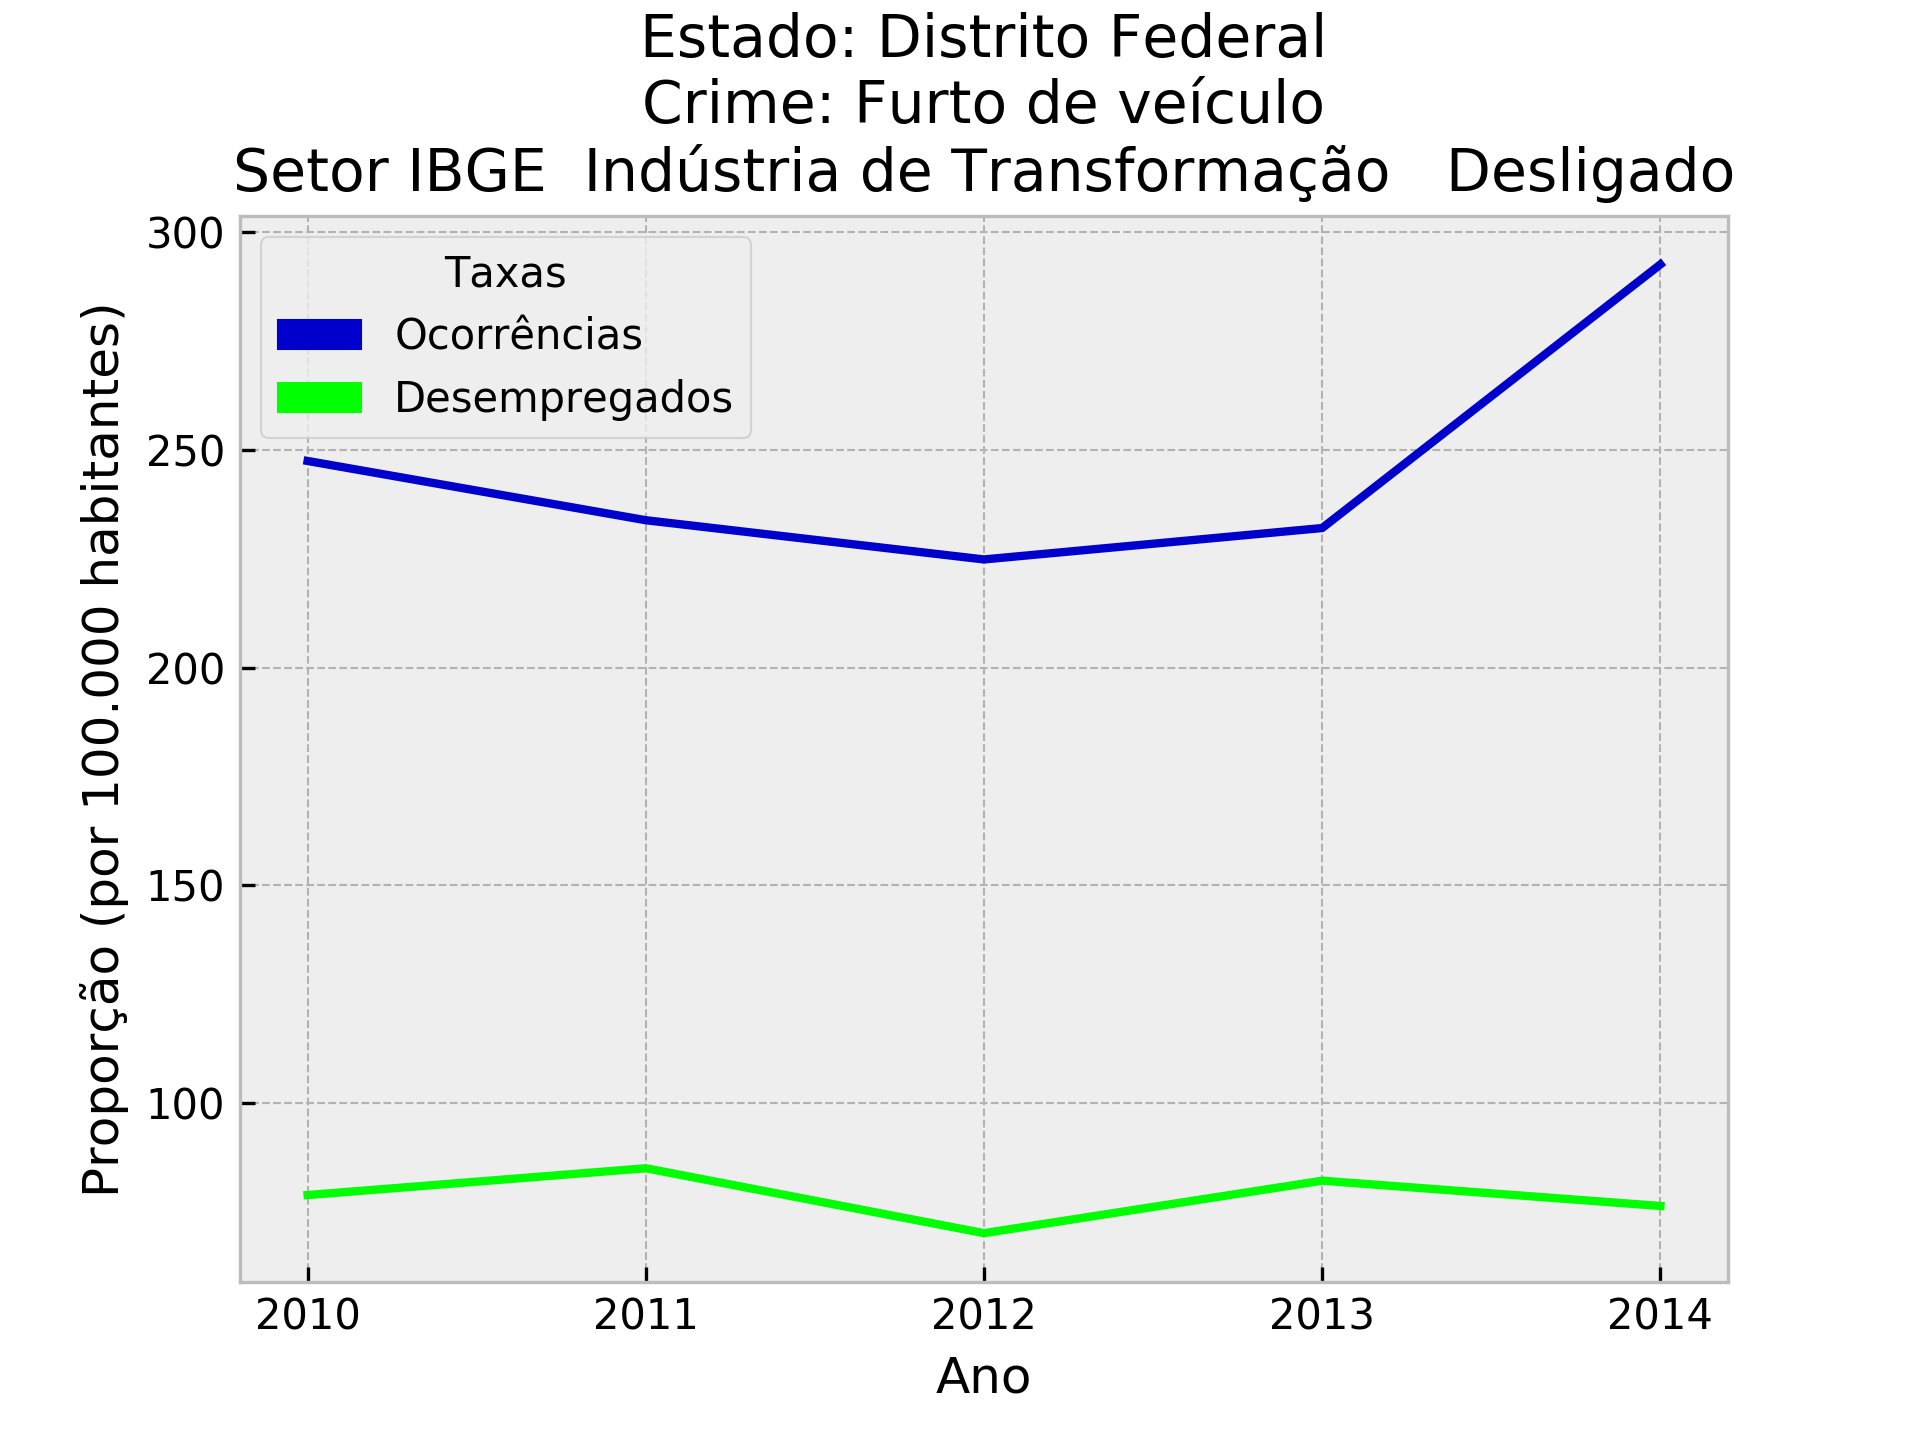 Estado: Distrito Federal
Crime: Furto de veículo
Setor IBGE  Indústria de Transformação   Desligado
Taxas
Ocorrências
Desempregados
Proporção (por 100.000 habitantes)
300
250
200
150
100
2010 2011 2012 2013 2014
Ano